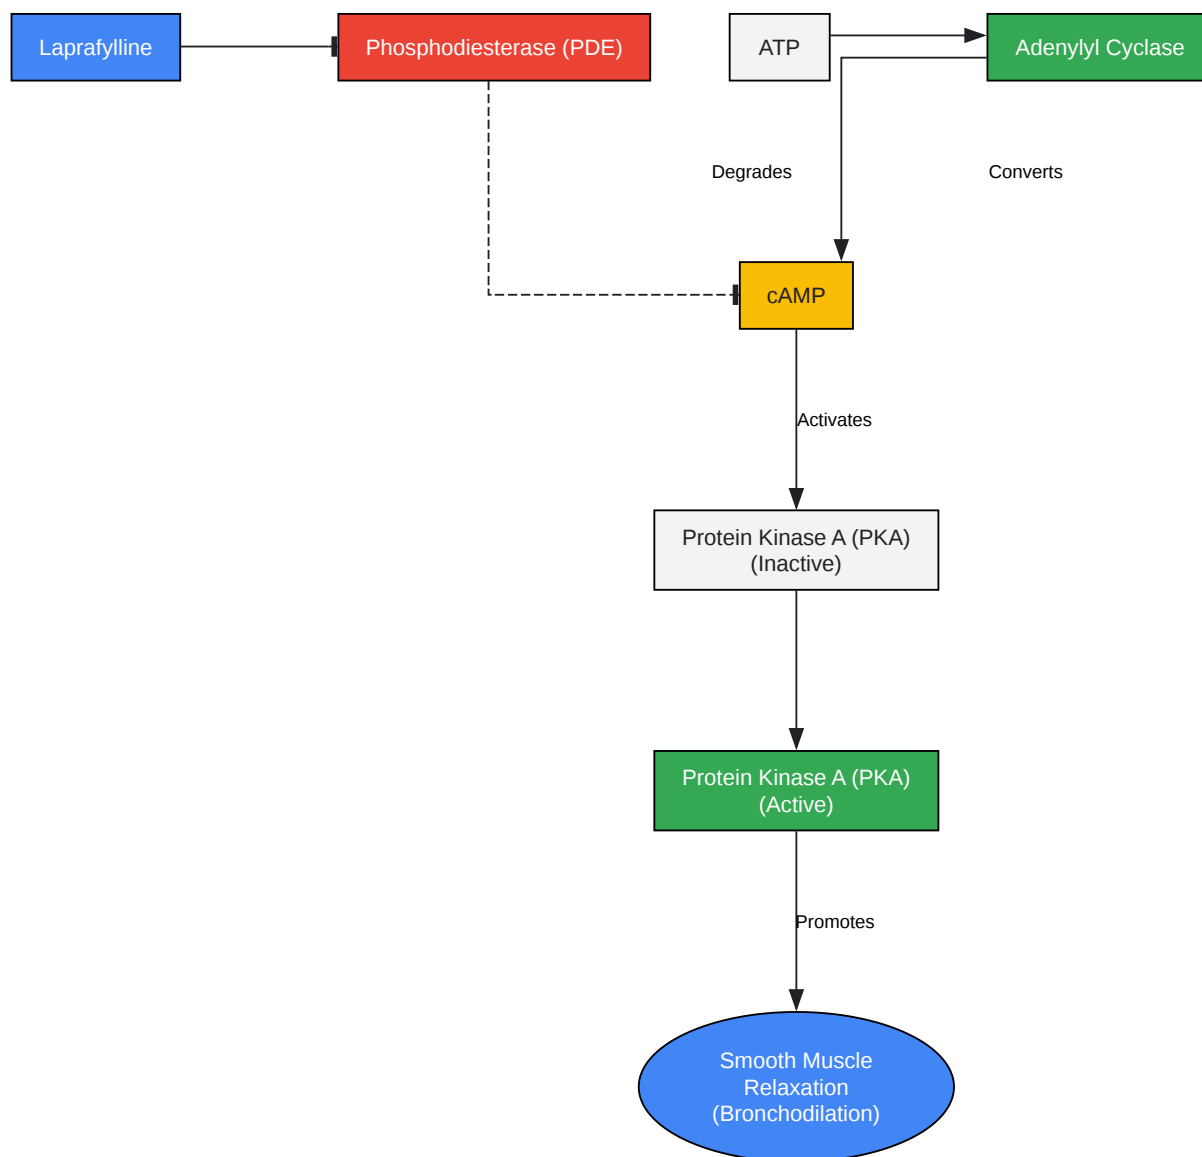 Laprafylline
Phosphodiesterase (PDE)
ATP
Adenylyl Cyclase
Degrades
Converts
cAMP
Activates
Protein Kinase A (PKA)
(Inactive)
Protein Kinase A (PKA)
(Active)
Promotes
Smooth Muscle
Relaxation
(Bronchodilation)